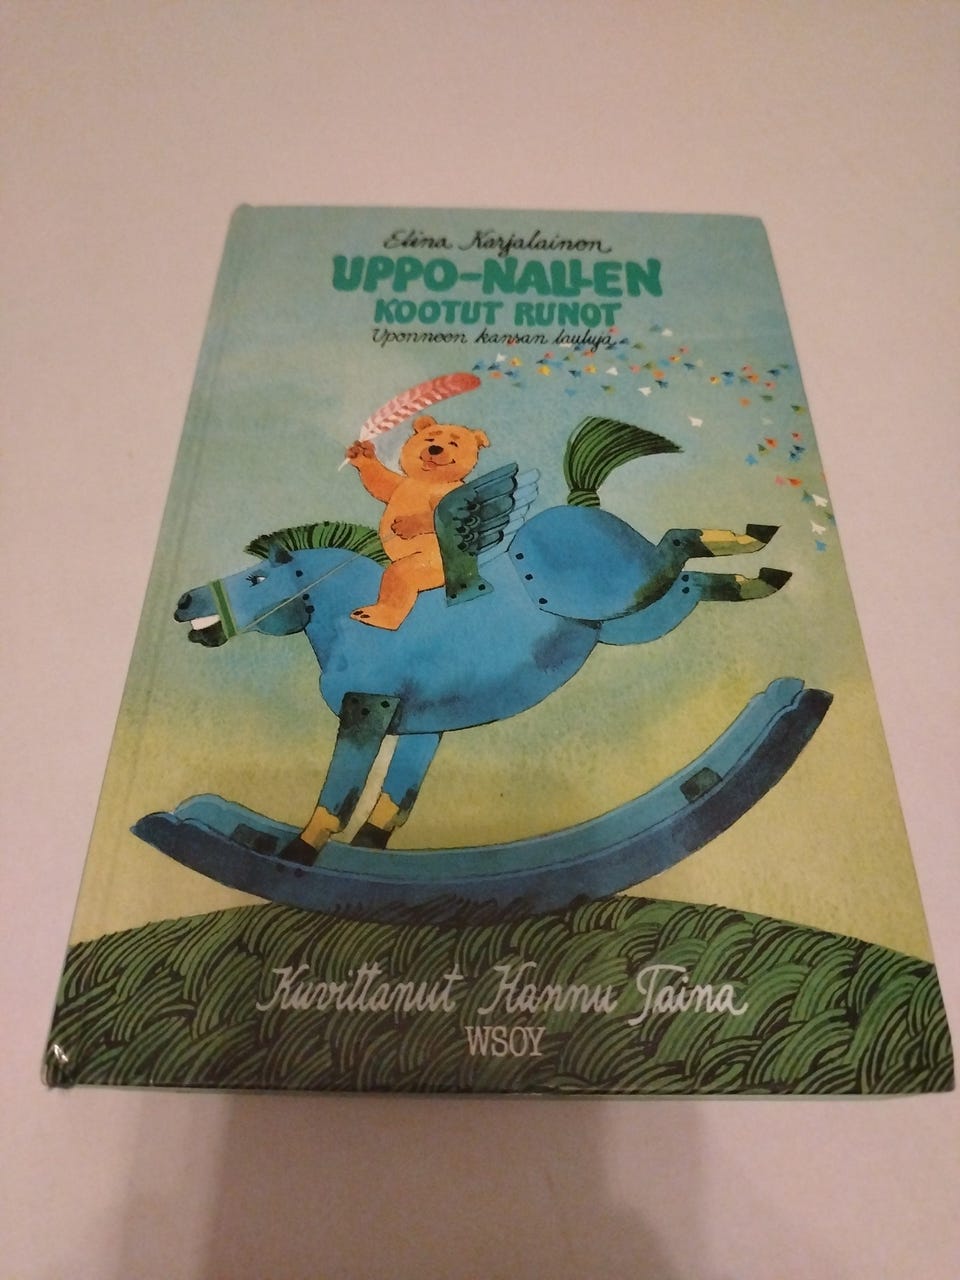 Elina Karjalainen
UPPO-NALLEN
KOOTUT RUNOT
Uponneen kansan lauluja
Kuvittanut Hannu Taina
WSOY